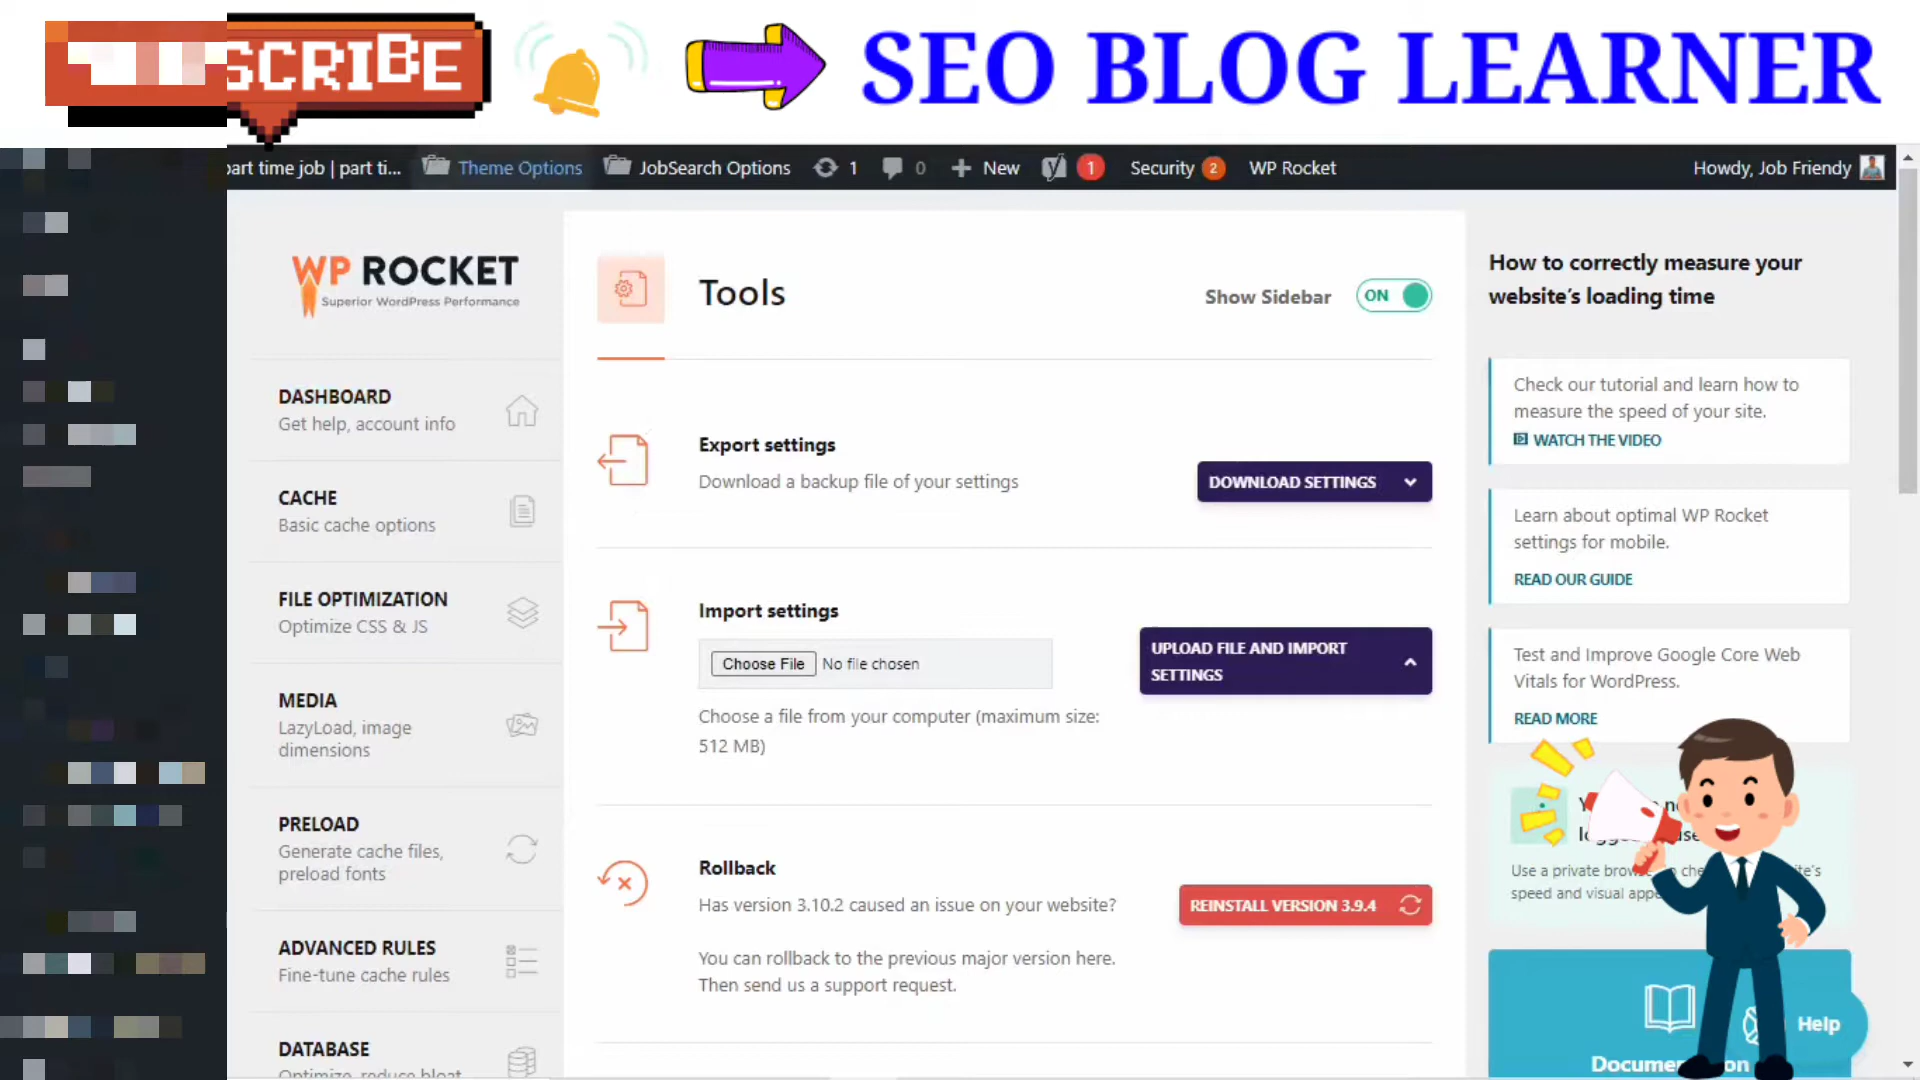 SCRIBE
SEO BLOG LEARNER
part time job | part ti...
Theme Options
JobSearch Options
1
0
New
1
Security 2
WP Rocket
Howdy, Job Friendy
WP ROCKET
Superior WordPress Performance
DASHBOARD
Get help, account info
CACHE
Basic cache options
FILE OPTIMIZATION
Optimize CSS & JS
MEDIA
LazyLoad, image
dimensions
PRELOAD
Generate cache files,
preload fonts
ADVANCED RULES
Fine-tune cache rules
DATABASE
Optimize, reduce bloat
Tools
Show Sidebar
ON
Export settings
Download a backup file of your settings
DOWNLOAD SETTINGS
Import settings
Choose File No file chosen
UPLOAD FILE AND IMPORT
SETTINGS
Choose a file from your computer (maximum size:
512 MB)
Rollback
Has version 3.10.2 caused an issue on your website?
REINSTALL VERSION 3.9.4
You can rollback to the previous major version here.
Then send us a support request.
How to correctly measure your
website's loading time
Check our tutorial and learn how to
measure the speed of your site.
WATCH THE VIDEO
Learn about optimal WP Rocket
settings for mobile.
READ OUR GUIDE
Test and Improve Google Core Web
Vitals for WordPress.
READ MORE
Use a private
speed and visual
Help